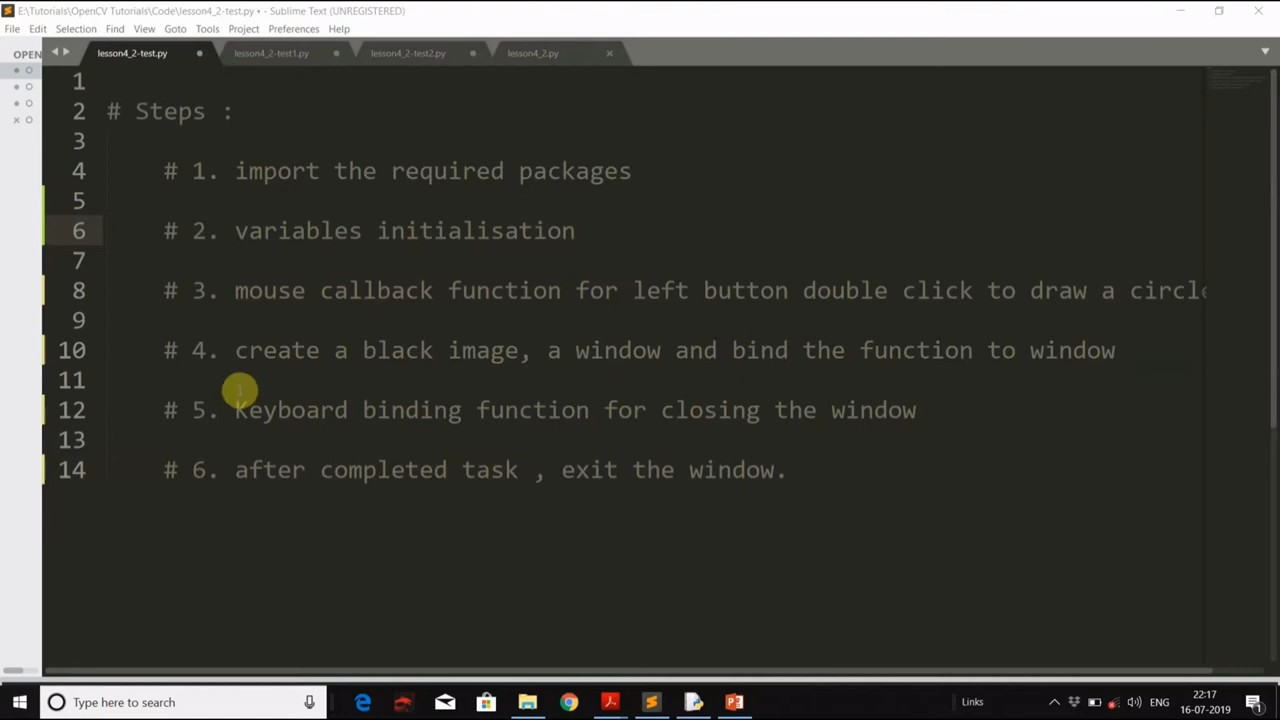 E:\Tutorials\OpenCV Tutorials\Code\lesson4_2-test.py • - Sublime Text (UNREGISTERED)
File Edit Selection Find View Goto Tools Project Preferences Help
OPEN
lesson4_2-test.py lesson4_2-test1.py lesson4_2-test2.py lesson4_2.py
1
2 # Steps :
3
4 # 1. import the required packages
5
6 # 2. variables initialisation
7
8 # 3. mouse callback function for left button double click to draw a circle
9
10 # 4. create a black image, a window and bind the function to window
11
12 # 5. Keyboard binding function for closing the window
13
14 # 6. after completed task , exit the window.
Type here to search
Links
ENG
22:17
16-07-2019
1